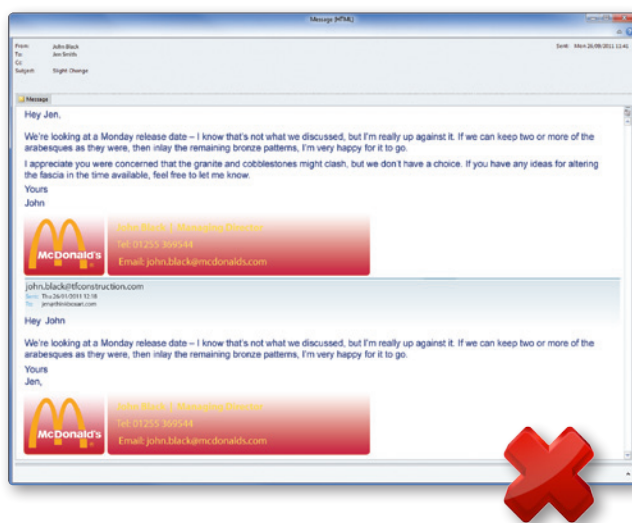 Message (HTML)
From: John Black
To: Jen Smith
Cc
Subject: Slight Change
Sent: Mon 26/09/2011 11:41
Message
Hey Jen,
We're looking at a Monday release date – I know that's not what we discussed, but I'm really up against it. If we can keep two or more of the
arabesques as they were, then inlay the remaining bronze patterns, I'm very happy for it to go.
I appreciate you were concerned that the granite and cobblestones might clash, but we don't have a choice. If you have any ideas for altering
the fascia in the time available, feel free to let me know.
Yours
John
McDonald's
John Black | Managing Director
Tel: 01255 369544
Email: john.black@mcdonalds.com
john.black@tfconstruction.com
Sent: Thu 26/01/2011 12:18
To:
Hey John
We're looking at a Monday release date – I know that's not what we discussed, but I'm really up against it. If we can keep two or more of the
arabesques as they were, then inlay the remaining bronze patterns, I'm very happy for it to go.
Yours
Jen,
McDonald's
John Black | Managing Director
Tel: 01255 369544
Email: john.black@mcdonalds.com